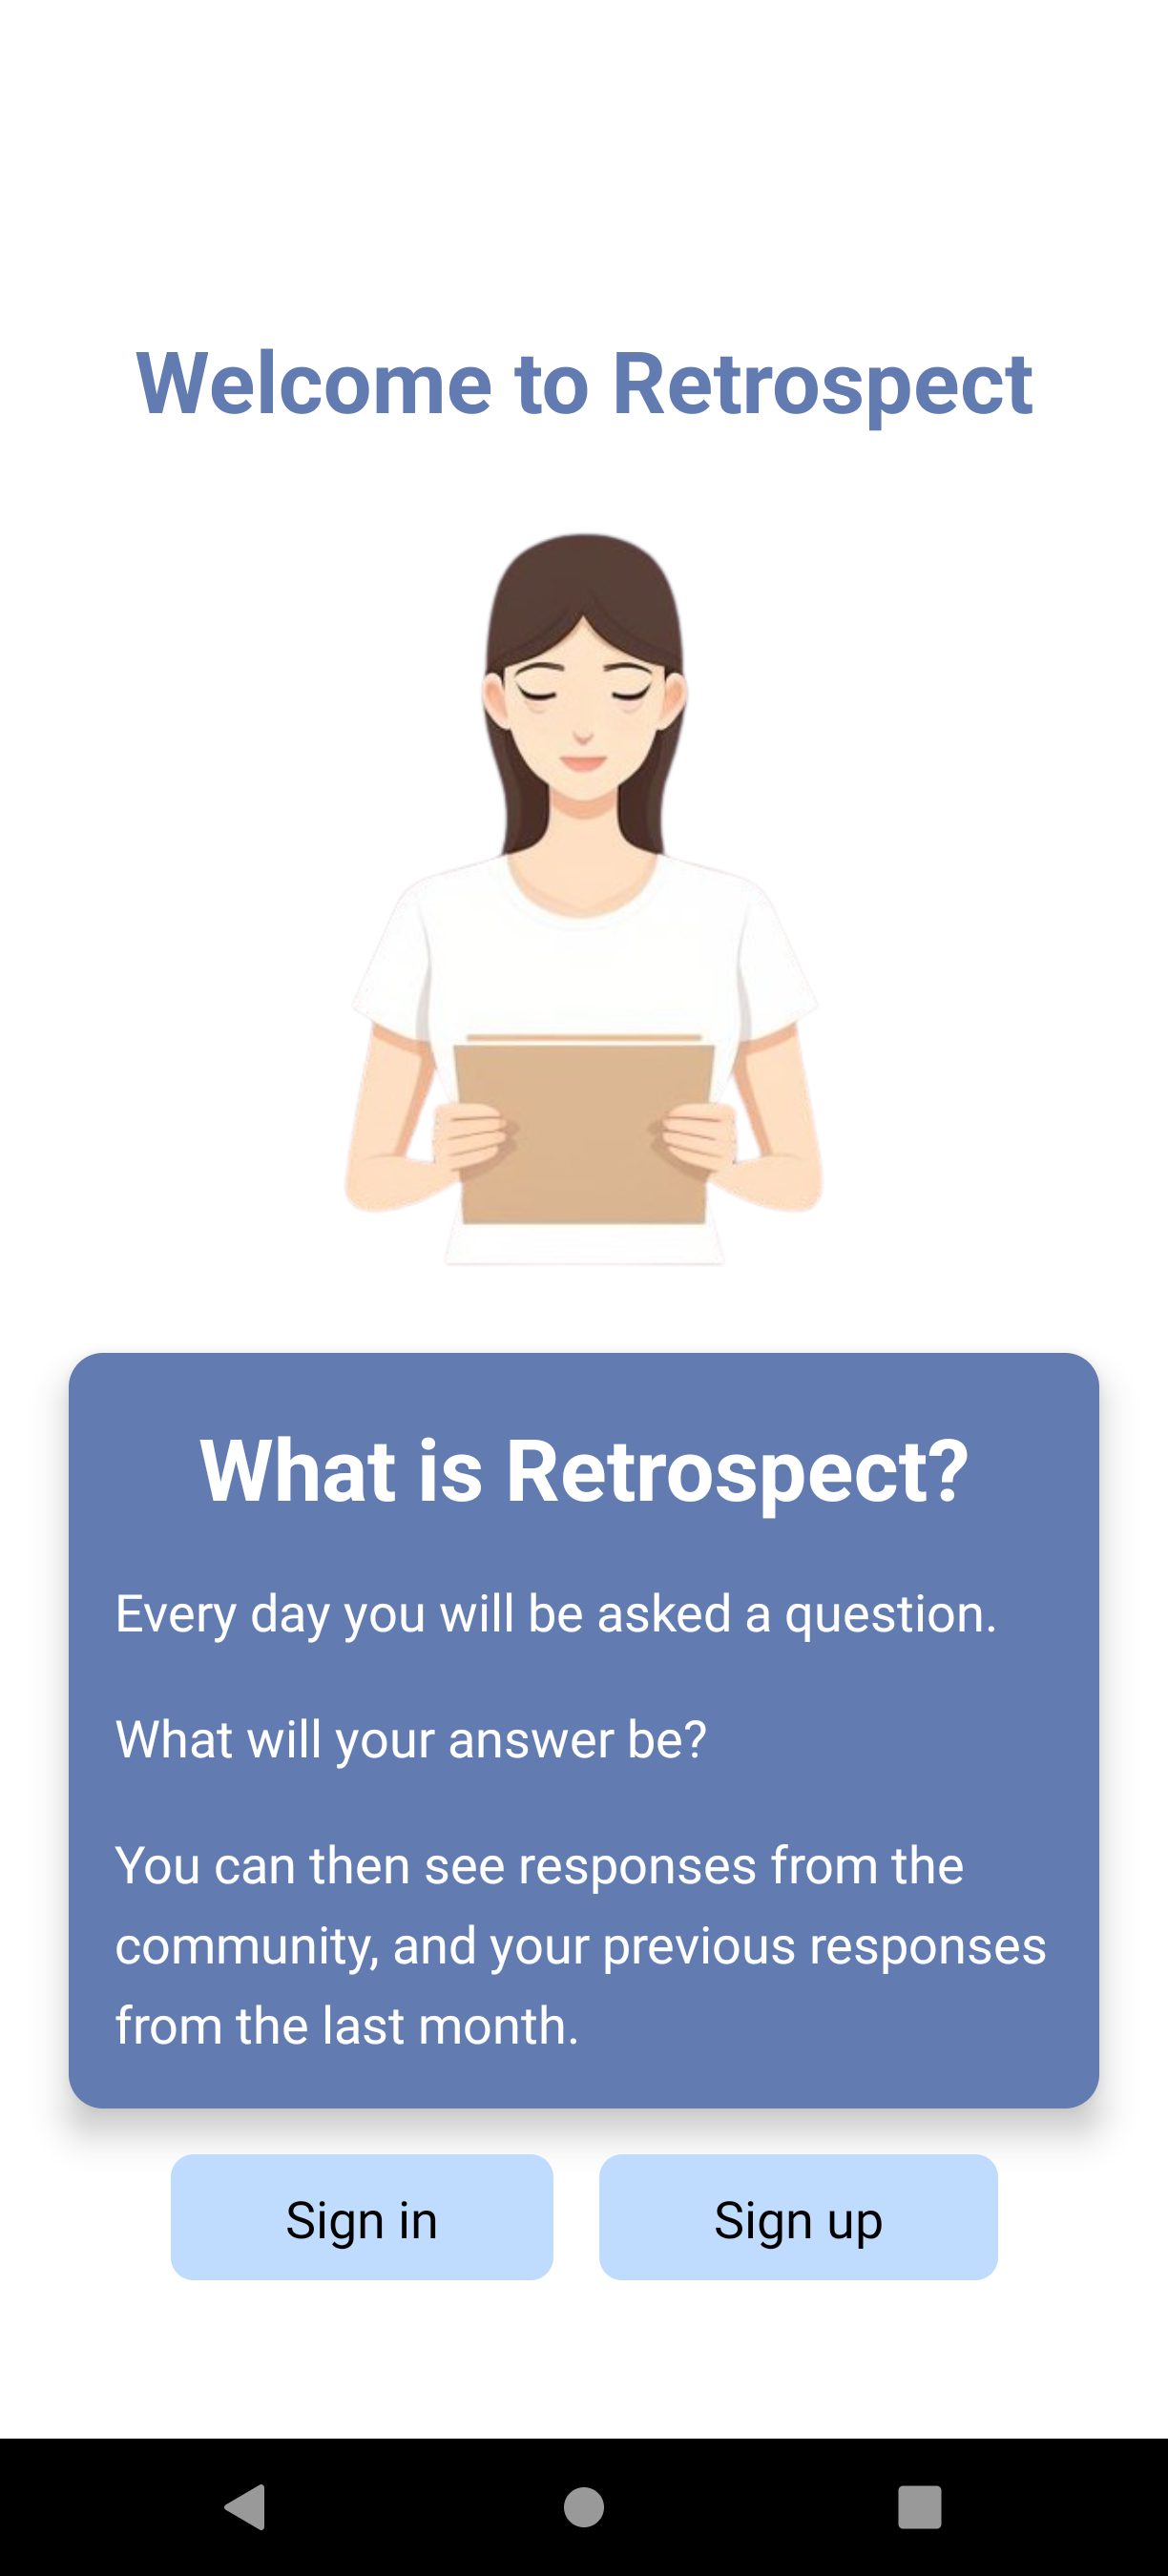 Welcome to Retrospect
What is Retrospect?
Every day you will be asked a question.
What will your answer be?
You can then see responses from the
community, and your previous responses
from the last month.
Sign in
Sign up